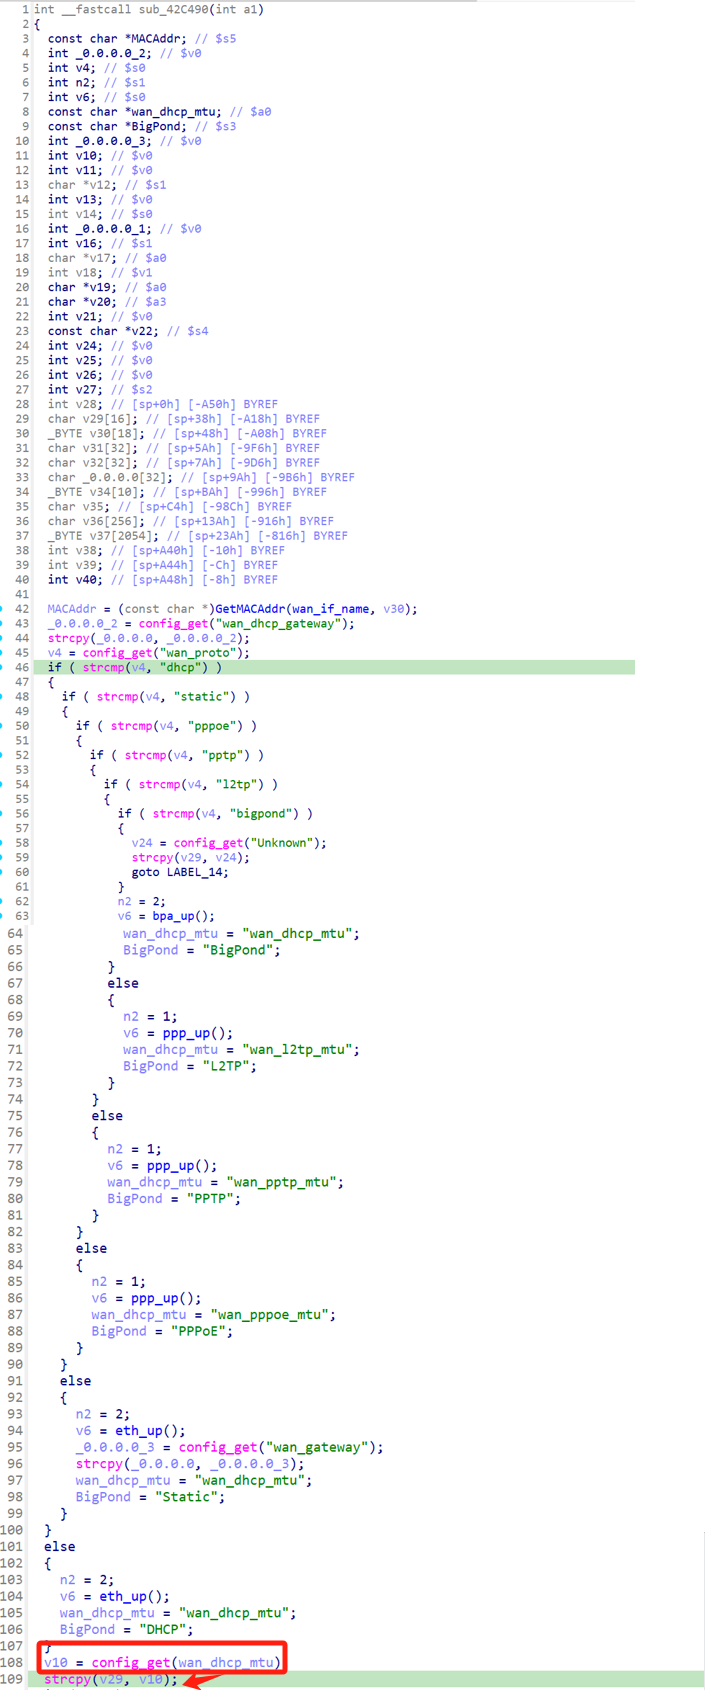 1 int __fastcall sub_42C490(int a1)
2 {
3 const char *MACAddr; // $s5
4 int _0.0.0.0_2; // $v0
5 int v4; // $s0
6 int n2; // $s1
7 int v6; // $s0
8 const char *wan_dhcp_mtu; // $a0
9 const char *BigPond; // $s3
10 int _0.0.0.0_3; // $v0
11 int v10; // $v0
12 int v11; // $v0
13 char *v12; // $s1
14 int v13; // $v0
15 int v14; // $s0
16 int _0.0.0.0_1; // $v0
17 int v16; // $s1
18 char *v17; // $a0
19 int v18; // $v1
20 char *v19; // $a0
21 char *v20; // $a3
22 int v21; // $v0
23 const char *v22; // $s4
24 int v24; // $v0
25 int v25; // $v0
26 int v26; // $v0
27 int v27; // $s2
28 int v28; // [sp+0h] [-A50h] BYREF
29 char v29[16]; // [sp+38h] [-A18h] BYREF
30 _BYTE v30[18]; // [sp+48h] [-A08h] BYREF
31 char v31[32]; // [sp+5Ah] [-9F6h] BYREF
32 char v32[32]; // [sp+7Ah] [-9D6h] BYREF
33 char _0.0.0.0[32]; // [sp+9Ah] [-9B6h] BYREF
34 _BYTE v34[10]; // [sp+BAh] [-996h] BYREF
35 char v35; // [sp+C4h] [-98Ch] BYREF
36 char v36[256]; // [sp+13Ah] [-916h] BYREF
37 _BYTE v37[2054]; // [sp+23Ah] [-816h] BYREF
38 int v38; // [sp+A40h] [-10h] BYREF
39 int v39; // [sp+A44h] [-Ch] BYREF
40 int v40; // [sp+A48h] [-8h] BYREF
41
42 MACAddr = (const char *)GetMACAddr(wan_if_name, v30);
43 _0.0.0.0_2 = config_get("wan_dhcp_gateway");
44 strcpy(_0.0.0.0, _0.0.0.0_2);
45 v4 = config_get("wan_proto");
46 if ( strcmp(v4, "dhcp") )
47 {
48 if ( strcmp(v4, "static") )
49 {
50 if ( strcmp(v4, "pppoe") )
51 {
52 if ( strcmp(v4, "pptp") )
53 {
54 if ( strcmp(v4, "l2tp") )
55 {
56 if ( strcmp(v4, "bigpond") )
57 {
58 v24 = config_get("Unknown");
59 strcpy(v29, v24);
60 goto LABEL_14;
61 }
62 n2 = 2;
63 v6 = bpa_up();
64 wan_dhcp_mtu = "wan_dhcp_mtu";
65 BigPond = "BigPond";
66 }
67 else
68 {
69 n2 = 1;
70 v6 = ppp_up();
71 wan_dhcp_mtu = "wan_l2tp_mtu";
72 BigPond = "L2TP";
73 }
74 }
75 else
76 {
77 n2 = 1;
78 v6 = ppp_up();
79 wan_dhcp_mtu = "wan_pptp_mtu";
80 BigPond = "PPTP";
81 }
82 }
83 else
84 {
85 n2 = 1;
86 v6 = ppp_up();
87 wan_dhcp_mtu = "wan_pppoe_mtu";
88 BigPond = "PPPoE";
89 }
90 }
91 else
92 {
93 n2 = 2;
94 v6 = eth_up();
95 _0.0.0.0_3 = config_get("wan_gateway");
96 strcpy(_0.0.0.0, _0.0.0.0_3);
97 wan_dhcp_mtu = "wan_dhcp_mtu";
98 BigPond = "Static";
99 }
100 }
101 else
102 {
103 n2 = 2;
104 v6 = eth_up();
105 wan_dhcp_mtu = "wan_dhcp_mtu";
106 BigPond = "DHCP";
107 }
108 v10 = config_get(wan_dhcp_mtu)
109 strcpy(v29, v10);